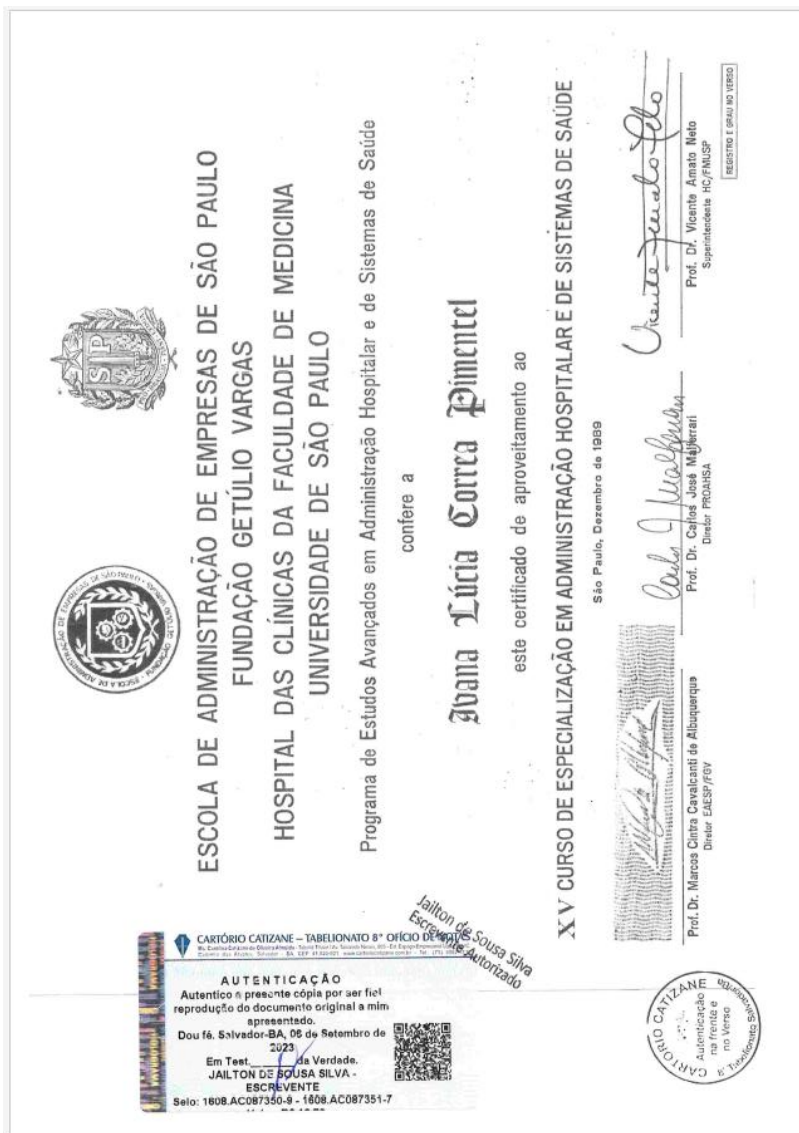 ESCOLA DE ADMINISTRAÇÃO DE EMPRESAS DE SÃO PAULO
FUNDAÇÃO GETÚLIO VARGAS
HOSPITAL DAS CLÍNICAS DA FACULDADE DE MEDICINA
UNIVERSIDADE DE SÃO PAULO
Programa de Estudos Avançados em Administração Hospitalar e de Sistemas de Saúde
confere a
Ivana Lúcia Correa Pimentel
este certificado de aproveitamento ao
XV CURSO DE ESPECIALIZAÇÃO EM ADMINISTRAÇÃO HOSPITALAR E DE SISTEMAS DE SAÚDE
São Paulo, Dezembro de 1989
Prof. Dr. Marcos Cintra Cavalcanti de Albuquerque
Diretor EAESP/FGV
Prof. Dr. Carlos José Malferrari
Diretor PROAHSA
Prof. Dr. Vicente Amato Neto
Superintendente HC/FMUSP
REGISTRO E GRAU NO VERSO
CARTÓRIO CATIZANE – TABELIONATO 8º OFÍCIO DE NOTAS
AUTENTICAÇÃO
Autentico a presente cópia por ser fiel
reprodução do documento original a mim
apresentado.
Dou fé. Salvador-BA, 06 de Setembro de
2023
Em Test. da Verdade.
JAILTON DE SOUSA SILVA -
ESCREVENTE
Selo: 1608.AC087350-9 - 1608.AC087351-7
Jailton de Sousa Silva
Escrevente Autorizado
CARTÓRIO CATIZANE
Autenticação
na frente e
no Verso